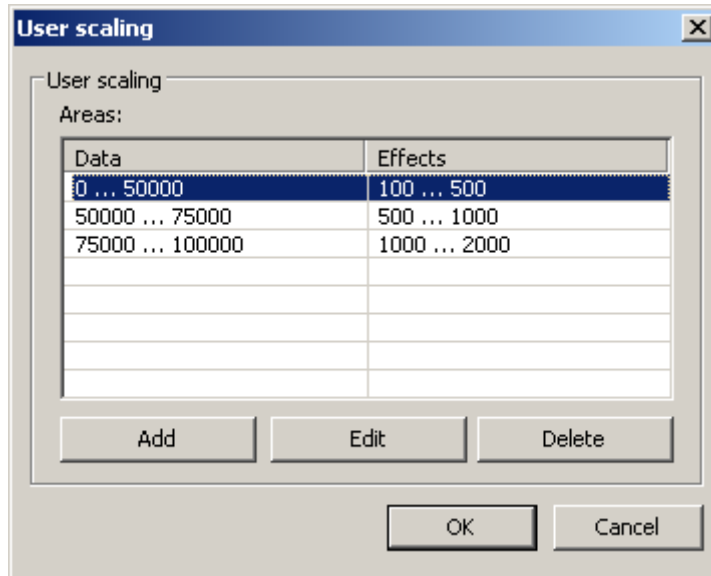 User scaling
User scaling
Areas:
Data Effects
0 ... 50000 100 ... 500
50000 ... 75000 500 ... 1000
75000 ... 100000 1000 ... 2000
Add Edit Delete
OK Cancel